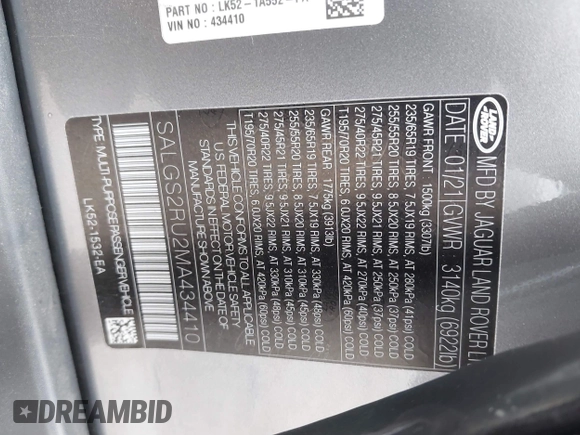 PART NO : LK52 - 1A552 -
VIN NO : 434410
LAND-
ROVER
MFD BY JAGUAR LAND ROVER
DATE: 01/21 GVWR: 3140kg (6922lb)
GAWR FRONT: 1500kg (3307lb)
235/65R19 TIRES, 7.5JX19 RIMS, AT 280kPa (41psi) COLD
255/55R20 TIRES, 8.5JX20 RIMS, AT 250kPa (37psi) COLD
275/45R21 TIRES, 9.5JX21 RIMS, AT 250kPa (37psi) COLD
275/40R22 TIRES, 9.5JX22 RIMS, AT 270kPa (40psi) COLD
T195/70R20 TIRES, 6.0JX20 RIMS, AT 420kPa (60psi) COLD
GAWR REAR: 1775kg (3913lb)
235/65R19 TIRES, 7.5JX19 RIMS, AT 330kPa (48psi) COLD
255/55R20 TIRES, 8.5JX20 RIMS, AT 310kPa (45psi) COLD
275/45R21 TIRES, 9.5JX21 RIMS, AT 310kPa (45psi) COLD
275/40R22 TIRES, 9.5JX22 RIMS, AT 330kPa (48psi) COLD
T195/70R20 TIRES, 6.0JX20 RIMS, AT 420kPa (60psi) COLD
THIS VEHICLE CONFORMS TO ALL APPLICABLE
U.S. FEDERAL MOTOR VEHICLE SAFETY
STANDARDS IN EFFECT ON THE DATE OF
MANUFACTURE SHOWN ABOVE.
SALGS2RU2MA434410
TYPE: MULTI-PURPOSE PASSENGER VEHICLE
LK52-1532-EA
DREAMBID